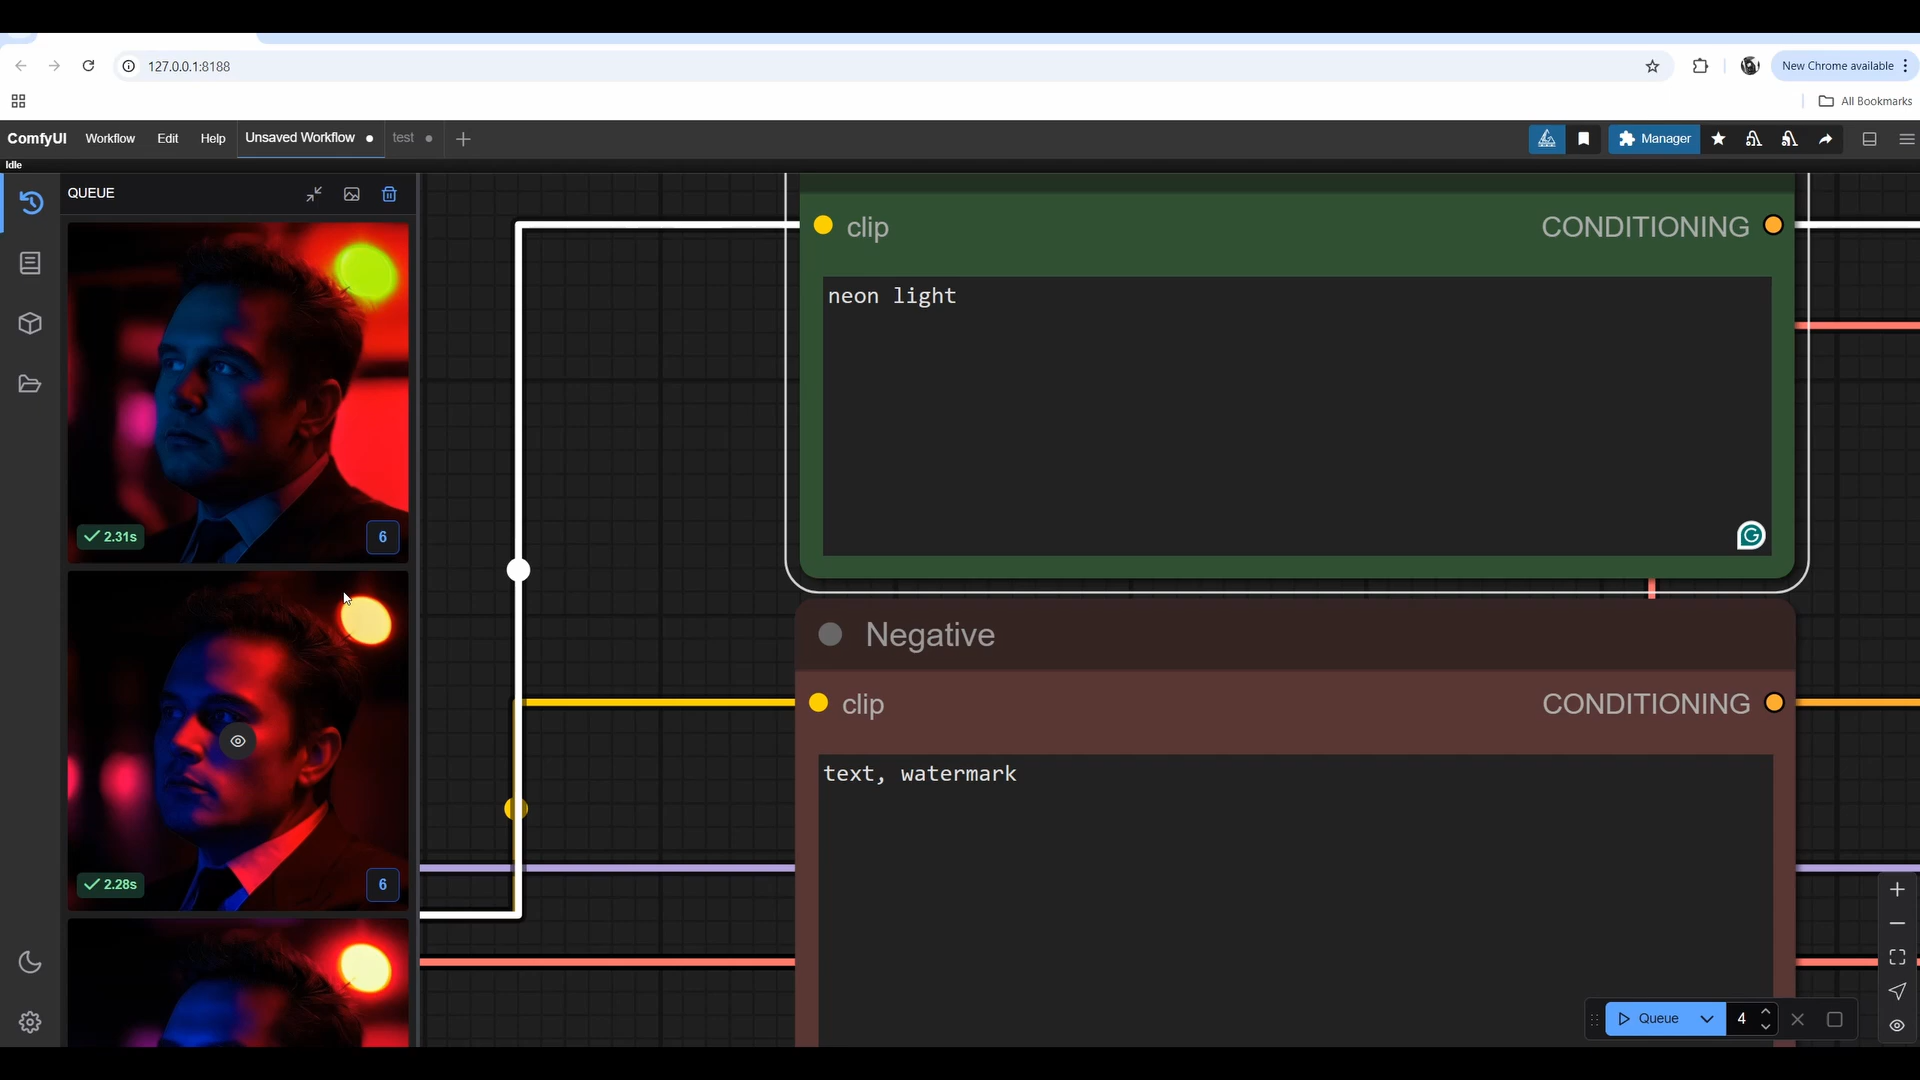 127.0.0.1:8188
New Chrome available
All Bookmarks
ComfyUI
Workflow
Edit
Help
Unsaved Workflow
test
Manager
Idle
QUEUE
clip
CONDITIONING
neon light
2.31s
6
Negative
clip
CONDITIONING
text, watermark
2.28s
6
Queue
4